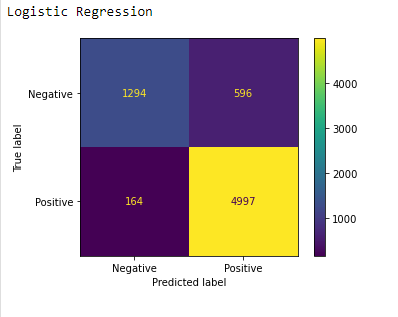 Logistic Regression
Negative
1294
596
4000
3000
True label
2000
Positive
164
4997
1000
Negative
Positive
Predicted label